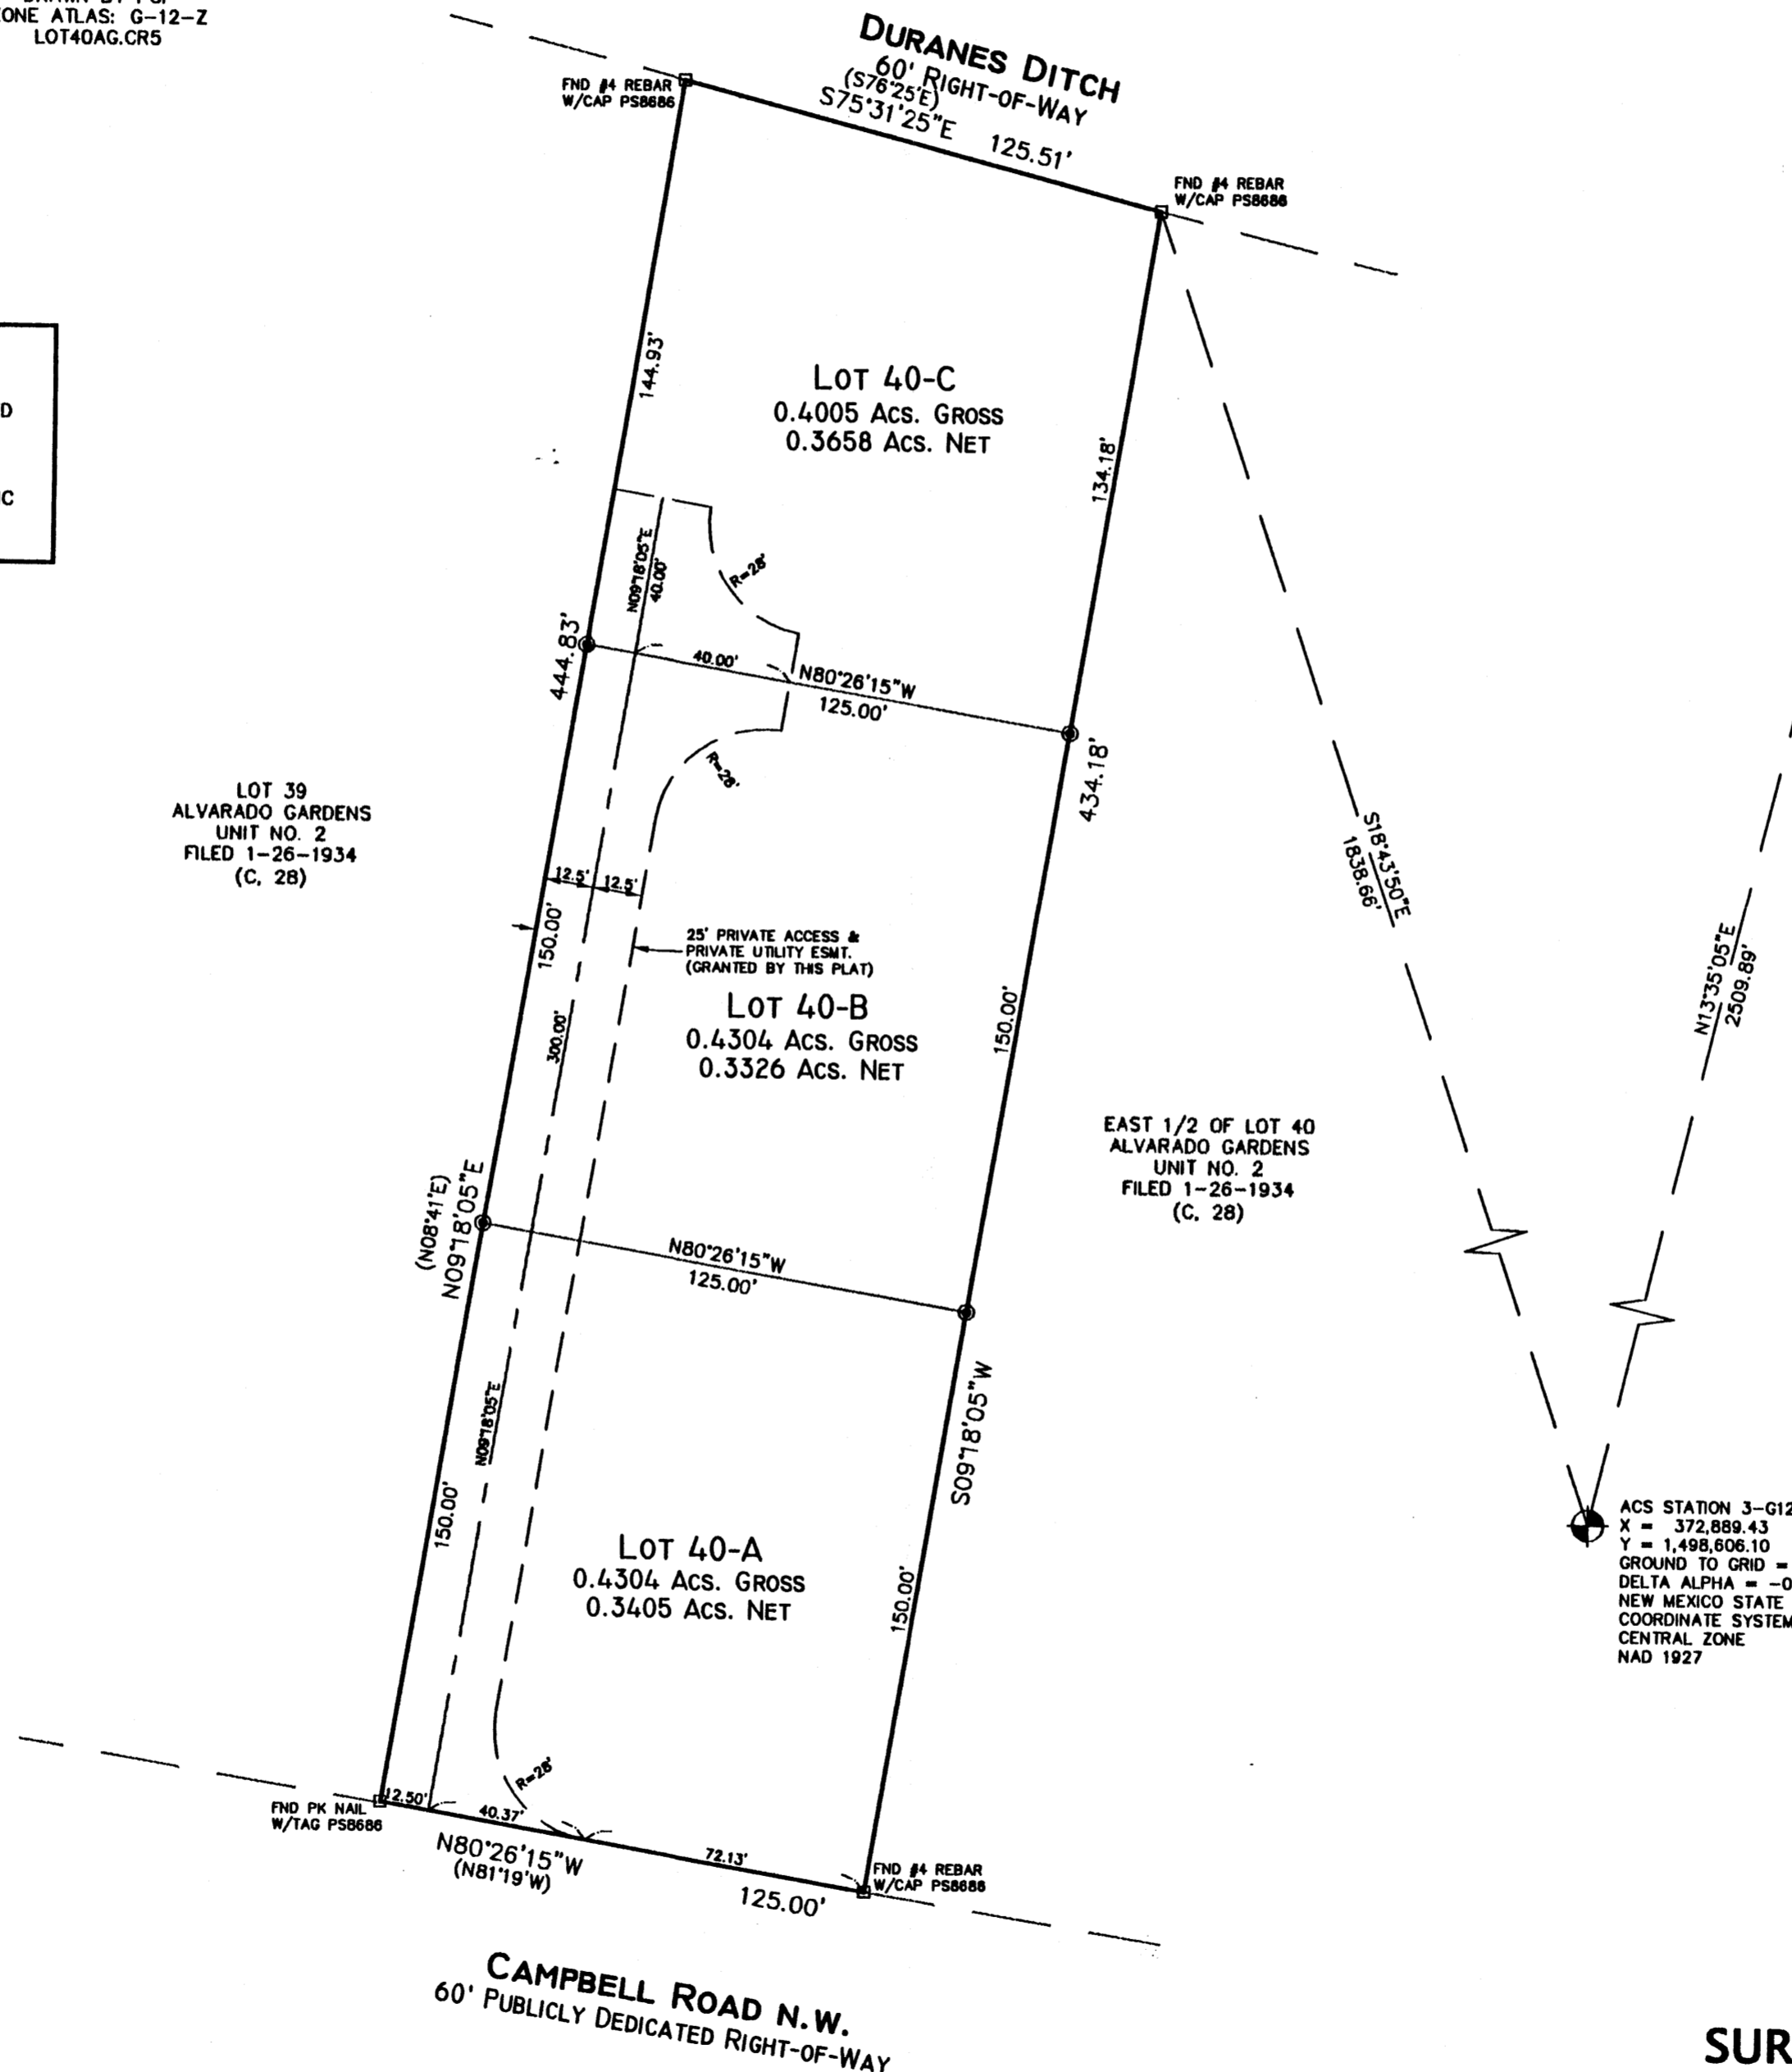 ONE ATLAS: G-12-Z
LOT40AG.CR5
D
C
DURANES DITCH
60' RIGHT-OF-WAY
(S76°25'E)
S75°31'25"E 125.51'
FND #4 REBAR
W/CAP PS8686
FND #4 REBAR
W/CAP PS8686
144.93'
LOT 40-C
0.4005 ACS. GROSS
0.3658 ACS. NET
134.18'
N09°18'05"E
40.00'
R=28'
444.83'
40.00'
N80°26'15"W
125.00'
434.18'
R=28'
LOT 39
ALVARADO GARDENS
UNIT NO. 2
FILED 1-26-1934
(C, 28)
12.5'
12.5'
150.00'
25' PRIVATE ACCESS &
PRIVATE UTILITY ESMT.
(GRANTED BY THIS PLAT)
300.00'
LOT 40-B
0.4304 ACS. GROSS
0.3326 ACS. NET
150.00'
S18°43'50"E
1838.66'
N13°35'05"E
2509.89'
EAST 1/2 OF LOT 40
ALVARADO GARDENS
UNIT NO. 2
FILED 1-26-1934
(C, 28)
(N08°41'E)
N09°18'05"E
N80°26'15"W
125.00'
N09°18'05"E
S09°18'05"W
150.00'
LOT 40-A
0.4304 ACS. GROSS
0.3405 ACS. NET
150.00'
ACS STATION 3-G12
X = 372,889.43
Y = 1,498,606.10
GROUND TO GRID =
DELTA ALPHA = -0
NEW MEXICO STATE
COORDINATE SYSTEM
CENTRAL ZONE
NAD 1927
R=28'
12.50'
40.37'
72.13'
FND PK NAIL
W/TAG PS8686
N80°26'15"W
(N81°19'W)
125.00'
FND #4 REBAR
W/CAP PS8686
CAMPBELL ROAD N.W.
60' PUBLICLY DEDICATED RIGHT-OF-WAY
SUR